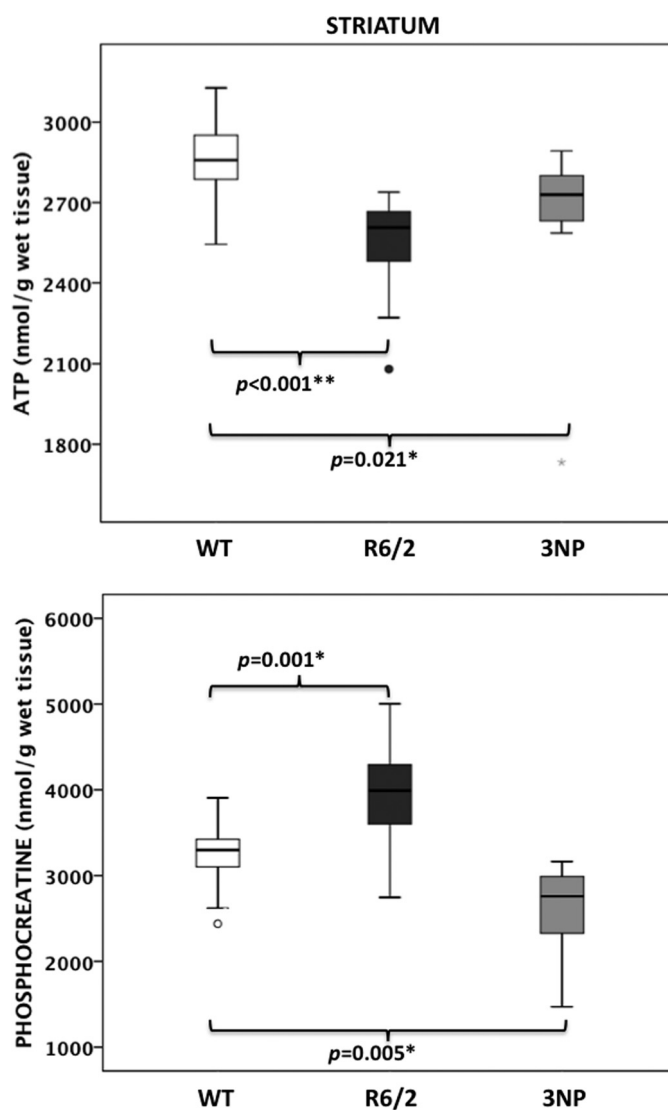 STRIATUM
ATP (nmol/g wet tissue)
3000
2700
2400
2100
1800
p<0.001**
p=0.021*
WT R6/2 3NP
PHOSPHOCREATINE (nmol/g wet tissue)
6000
5000
4000
3000
2000
1000
p=0.001*
p=0.005*
WT R6/2 3NP